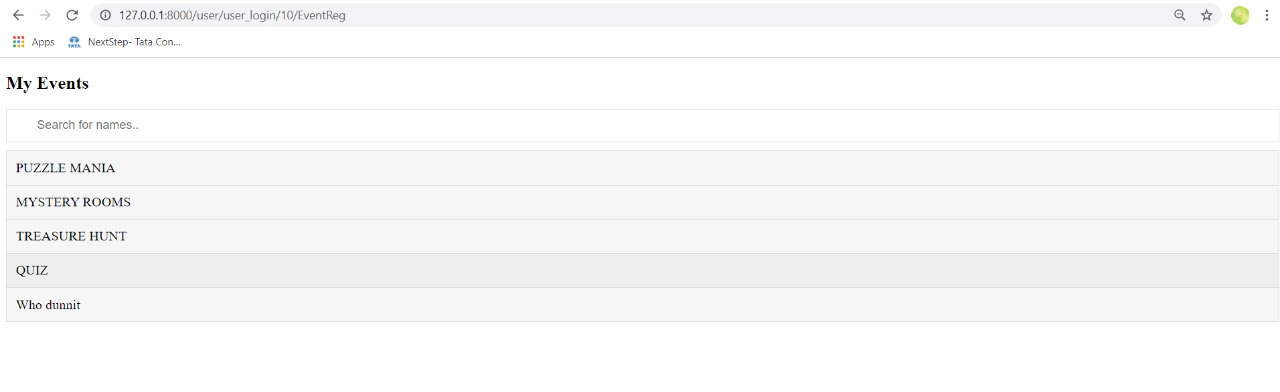 127.0.0.1:8000/user/user_login/10/EventReg
Apps
TATA
NextStep- Tata Con...
My Events
Search for names..
PUZZLE MANIA
MYSTERY ROOMS
TREASURE HUNT
QUIZ
Who dunnit